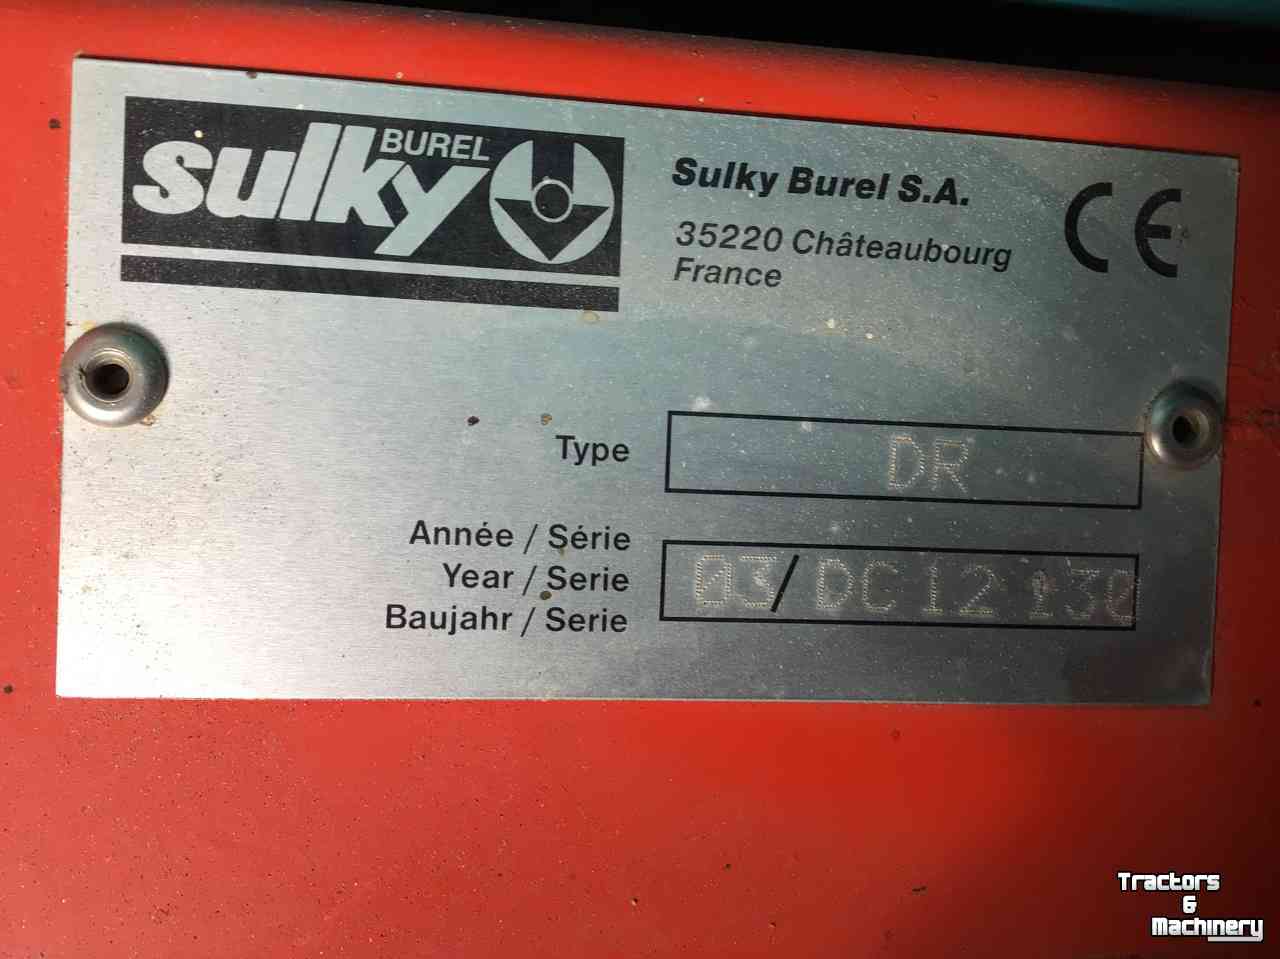 BUREL
sulky
Sulky Burel S.A.
35220 Châteaubourg
France
CE
Type DR
Année / Série
Year / Serie 03/ DC 12 130
Baujahr / Serie
Tractors
&
Machinery